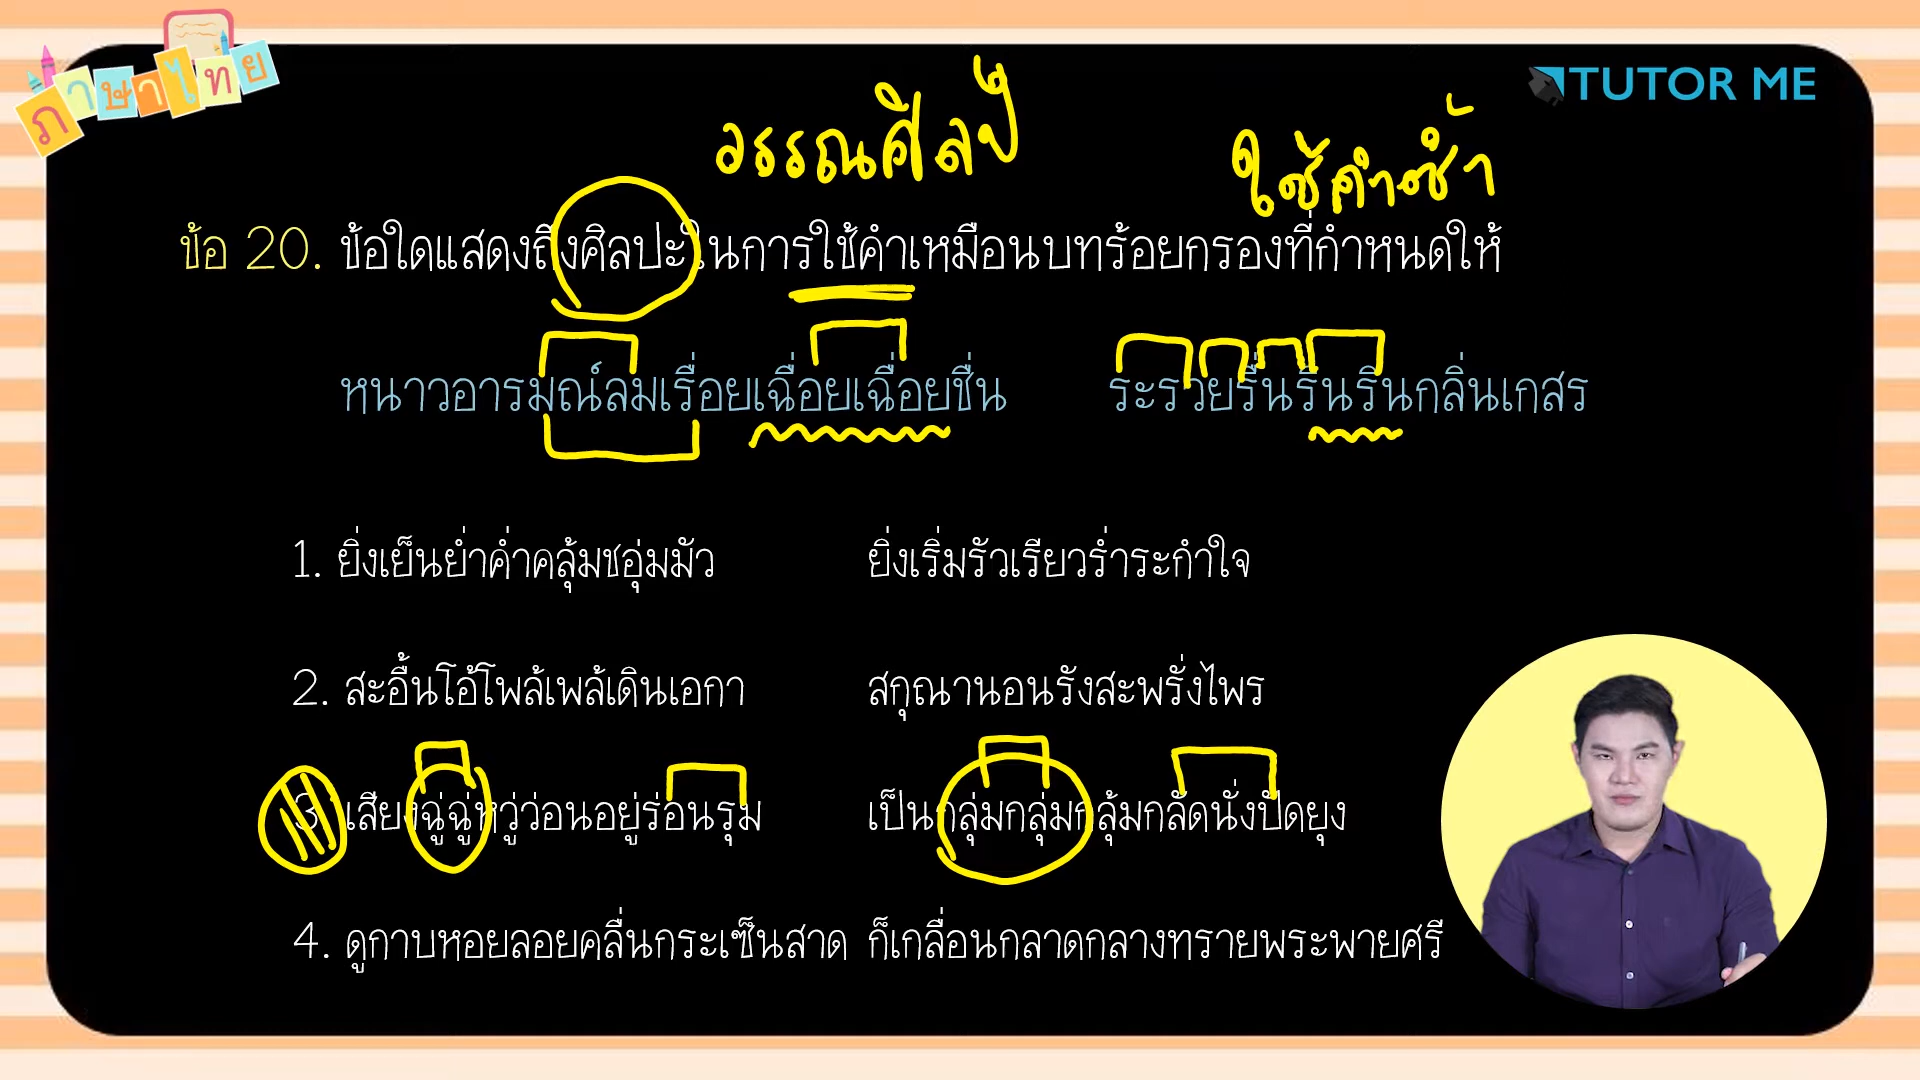 ภาษาไทย
TUTOR ME
วรรณศิลป์
ใช้คำซ้ำ
ข้อ 20. ข้อใดแสดงถึงศิลปะในการใช้คำเหมือนบทร้อยกรองที่กำหนดให้
หนาวอารมณ์ลมเรื่อยเฉื่อยเฉื่อยชื่น ระรวยรื่นรินรินกลิ่นเกสร
1. ยิ่งเย็นย่ำค่ำคลุ้มชอุ่มมัว ยิ่งเริ่มรัวเรียวร่ำระกำใจ
2. สะอื้นโอ้โพล้เพล้เดินเอกา สกุณานอนรังสะพรั่งไพร
3. เสียงฉู่ฉู่หวู่ว่อนอยู่ร่อนรุม เป็นกลุ่มกลุ่มกลุ้มกลัดนั่งปัดยุง
4. ดูกาบหอยลอยคลื่นกระเซ็นสาด ก็เกลื่อนกลาดกลางทรายพระพายศรี